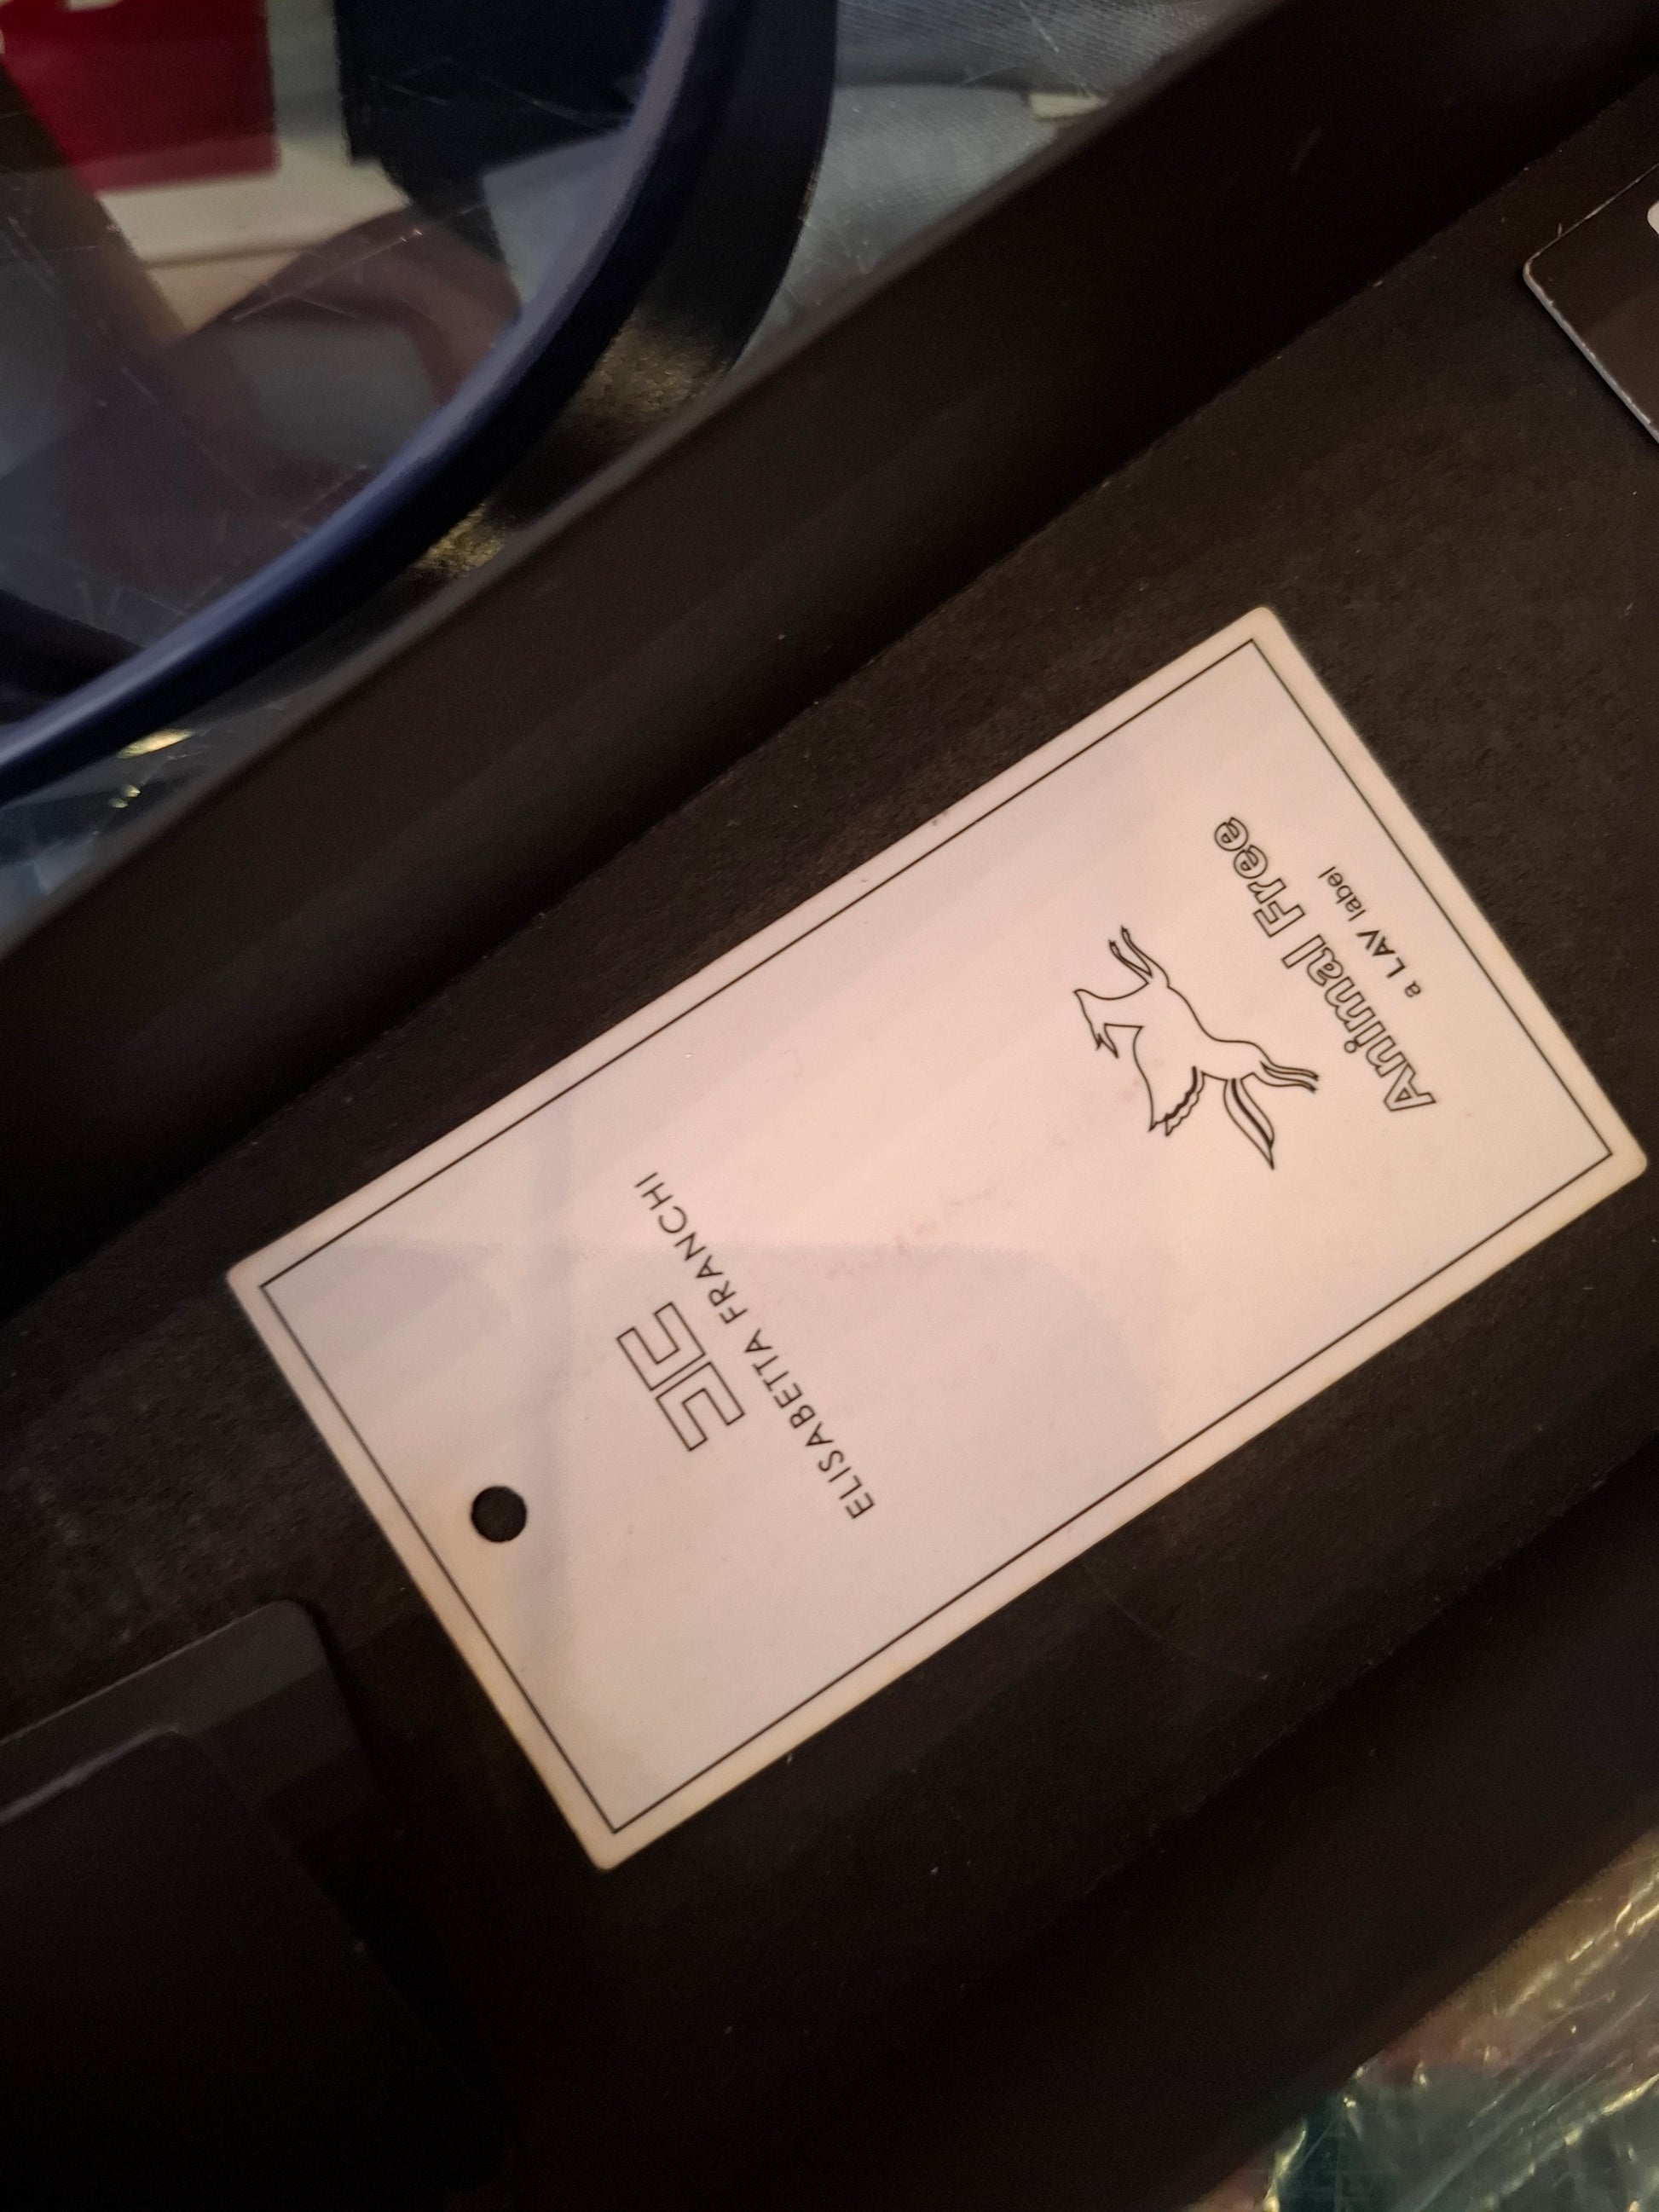 ELISABETTA FRANCHI
Animal Free
a LAV label